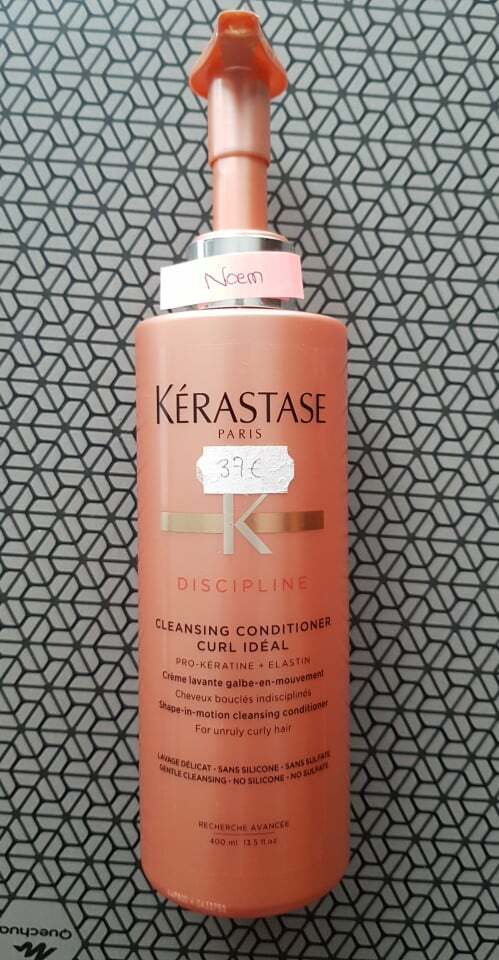 Noem
KÉRASTASE
PARIS
37€
K
DISCIPLINE
CLEANSING CONDITIONER
CURL IDÉAL
PRO-KÉRATINE + ELASTIN
Crème lavante galbe-en-mouvement
Cheveux bouclés indisciplinés
Shape-in-motion cleansing conditioner
For unruly curly hair
LAVAGE DÉLICAT - SANS SILICONE - SANS SULFATE
GENTLE CLEANSING - NO SILICONE - NO SULFATE
RECHERCHE AVANCÉE
400 ml 13.5 fl.oz
Quechua